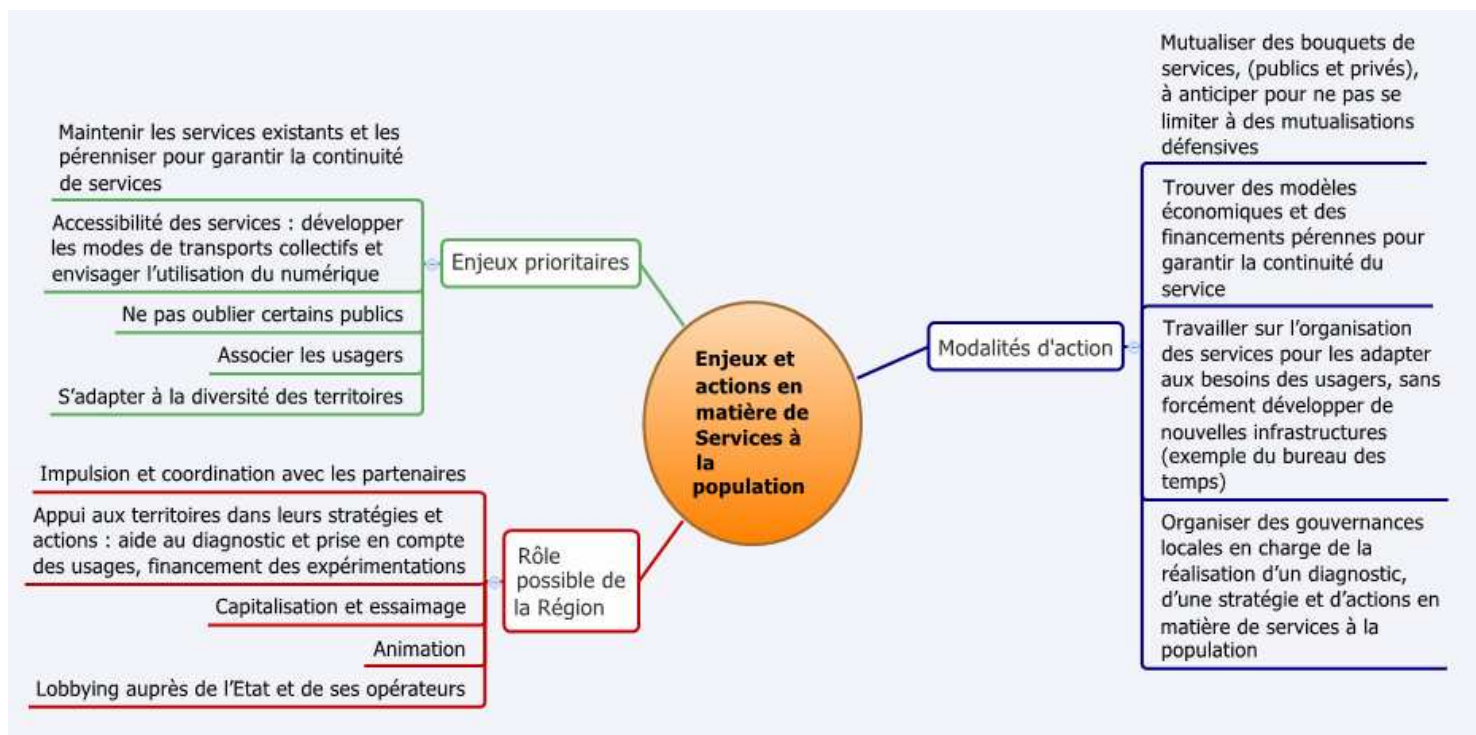 Maintenir les services existants et les
pérenniser pour garantir la continuité
de services
Accessibilité des services : développer
les modes de transports collectifs et
envisager l’utilisation du numérique
Ne pas oublier certains publics
Associer les usagers
S’adapter à la diversité des territoires
Enjeux prioritaires
Impulsion et coordination avec les partenaires
Appui aux territoires dans leurs stratégies et
actions : aide au diagnostic et prise en compte
des usages, financement des expérimentations
Capitalisation et essaimage
Animation
Lobbying auprès de l’Etat et de ses opérateurs
Rôle
possible de
la Région
Enjeux et
actions en
matière de
Services à
la
population
Modalités d'action
Mutualiser des bouquets de
services, (publics et privés),
à anticiper pour ne pas se
limiter à des mutualisations
défensives
Trouver des modèles
économiques et des
financements pérennes pour
garantir la continuité du
service
Travailler sur l’organisation
des services pour les adapter
aux besoins des usagers, sans
forcément développer de
nouvelles infrastructures
(exemple du bureau des
temps)
Organiser des gouvernances
locales en charge de la
réalisation d’un diagnostic,
d’une stratégie et d’actions en
matière de services à la
population